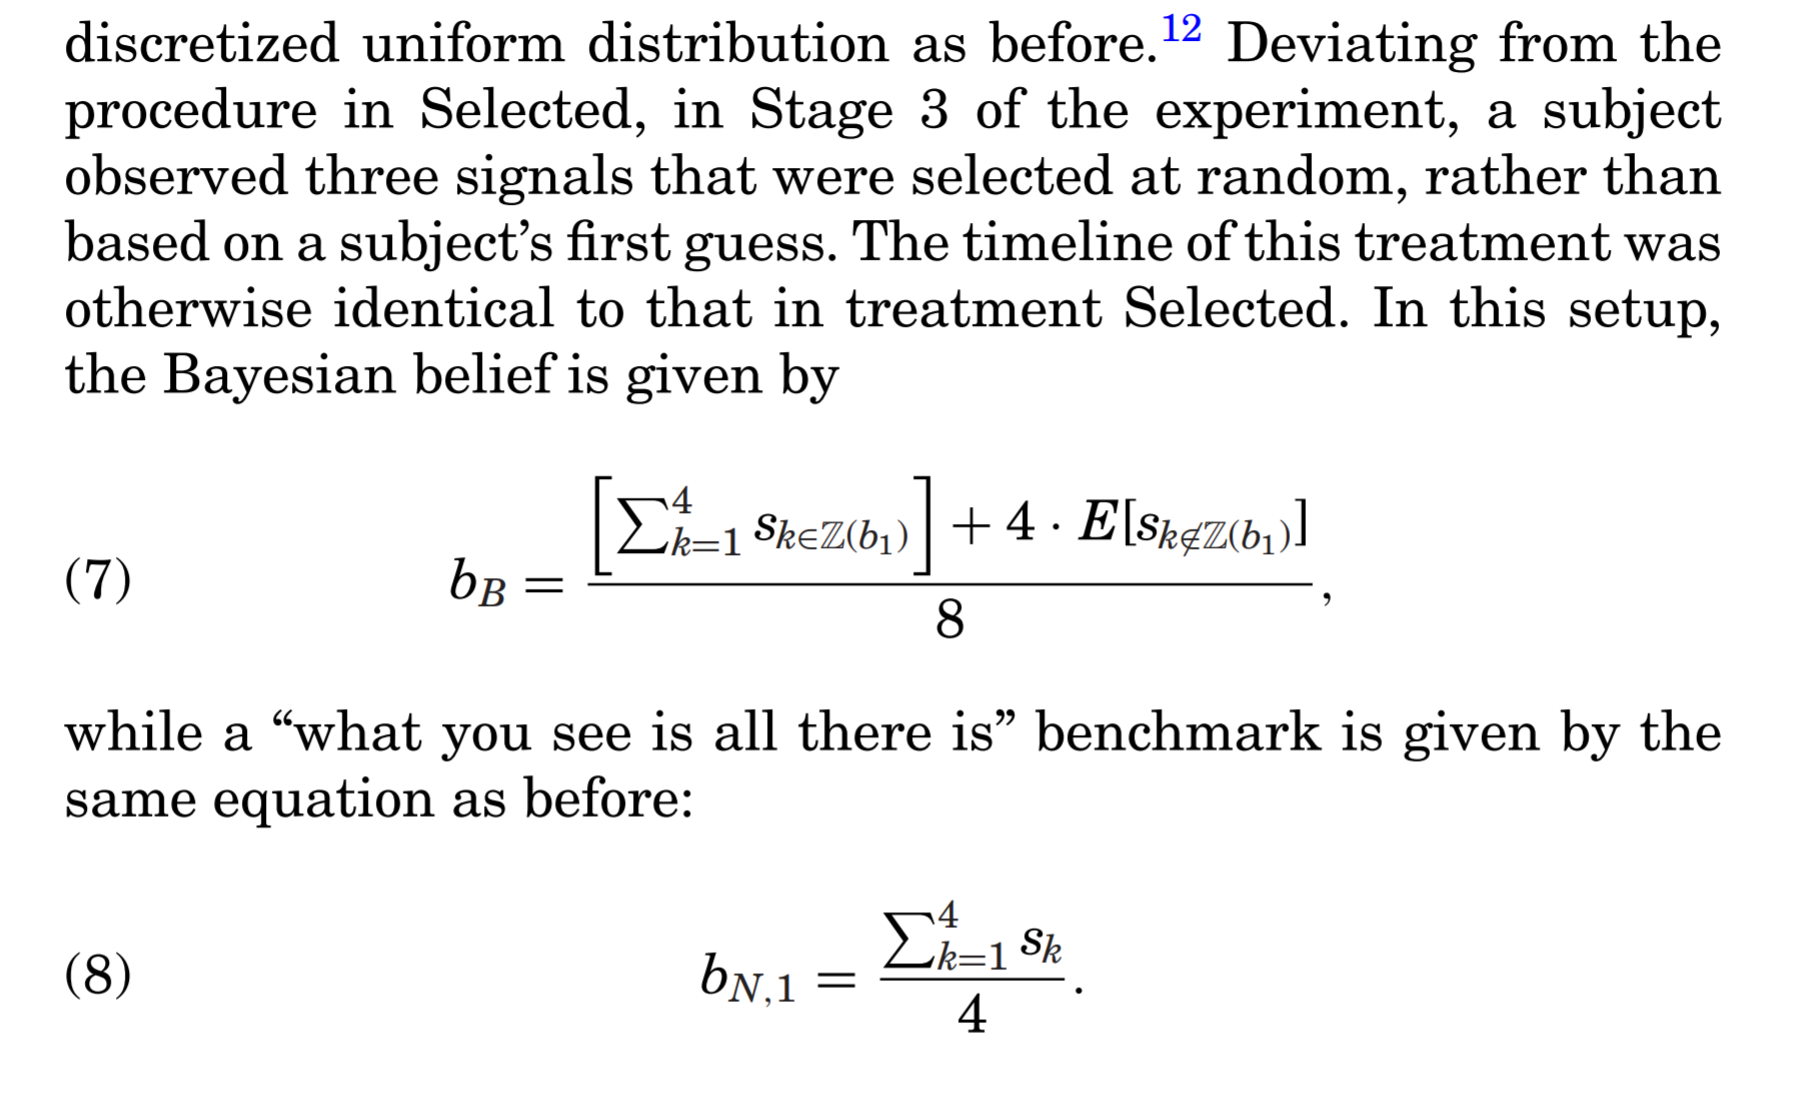 discretized uniform distribution as before.12 Deviating from the
procedure in Selected, in Stage 3 of the experiment, a subject
observed three signals that were selected at random, rather than
based on a subject’s first guess. The timeline of this treatment was
otherwise identical to that in treatment Selected. In this setup,
the Bayesian belief is given by
(7) b_B = \frac{\left[\sum_{k=1}^{4} s_{k \in \mathbb{Z}(b_1)}\right] + 4 \cdot E[s_{k \notin \mathbb{Z}(b_1)}]}{8},
while a “what you see is all there is” benchmark is given by the
same equation as before:
(8) b_{N,1} = \frac{\sum_{k=1}^{4} s_k}{4}.